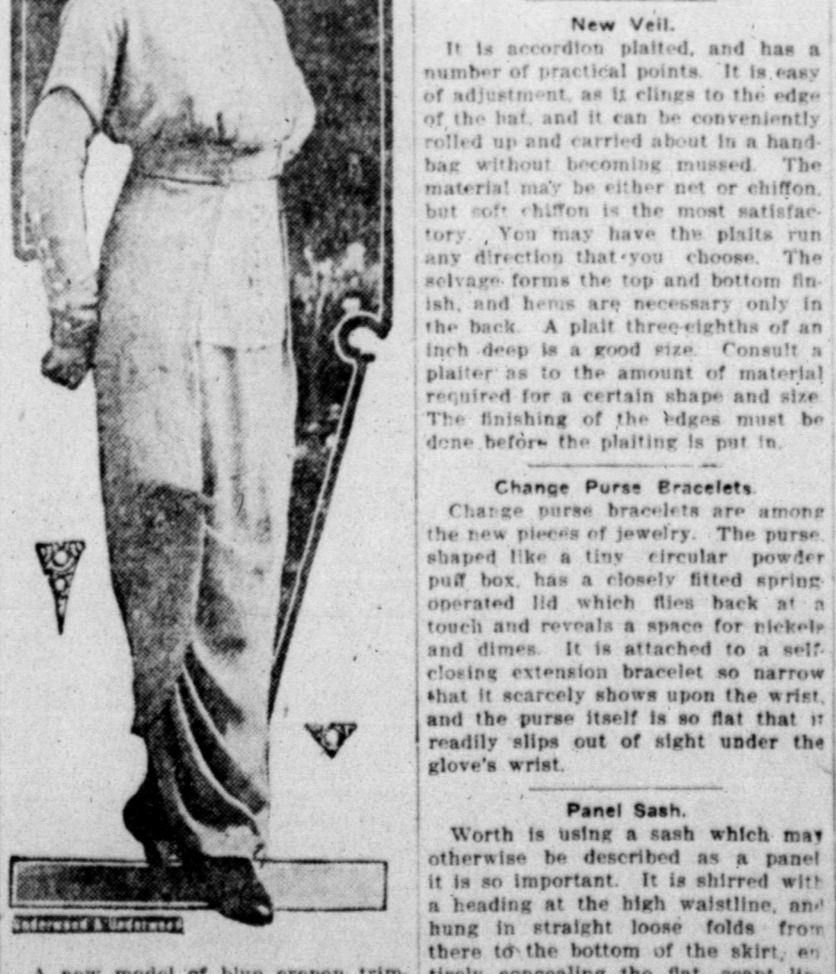 Underwood & Underwood
A new model of blue crepon trim-
New Veil.
It is accordion plaited, and has a
number of practical points. It is easy
of adjustment, as it clings to the edge
of the hat, and it can be conveniently
rolled up and carried about in a hand-
bag without becoming mussed. The
material may be either net or chiffon,
but soft chiffon is the most satisfac-
tory. You may have the plaits run
any direction that you choose. The
selvage forms the top and bottom fin-
ish, and hems are necessary only in
the back. A plait three-eighths of an
inch deep is a good size. Consult a
plaiter as to the amount of material
required for a certain shape and size.
The finishing of the edges must be
done before the plaiting is put in.
Change Purse Bracelets.
Change purse bracelets are among
the new pieces of jewelry. The purse,
shaped like a tiny circular powder
puff box, has a closely fitted spring-
operated lid which flies back at a
touch and reveals a space for nickels
and dimes. It is attached to a self-
closing extension bracelet so narrow
that it scarcely shows upon the wrist,
and the purse itself is so flat that it
readily slips out of sight under the
glove's wrist.
Panel Sash.
Worth is using a sash which may
otherwise be described as a panel
it is so important. It is shirred with
a heading at the high waistline, and
hung in straight loose folds from
there to the bottom of the skirt, en-
tirely concealing the flat